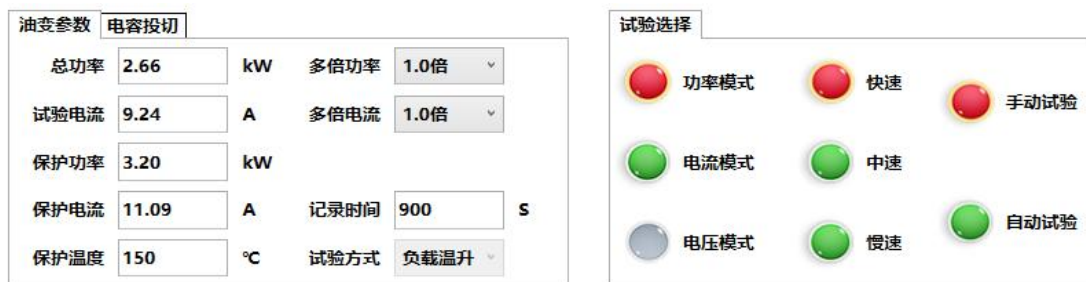 油变参数 电容投切
总功率 2.66 kW 多倍功率 1.0倍
试验电流 9.24 A 多倍电流 1.0倍
保护功率 3.20 kW
保护电流 11.09 A 记录时间 900 S
保护温度 150 ℃ 试验方式 负载温升
试验选择
功率模式 快速 手动试验
电流模式 中速
电压模式 慢速 自动试验